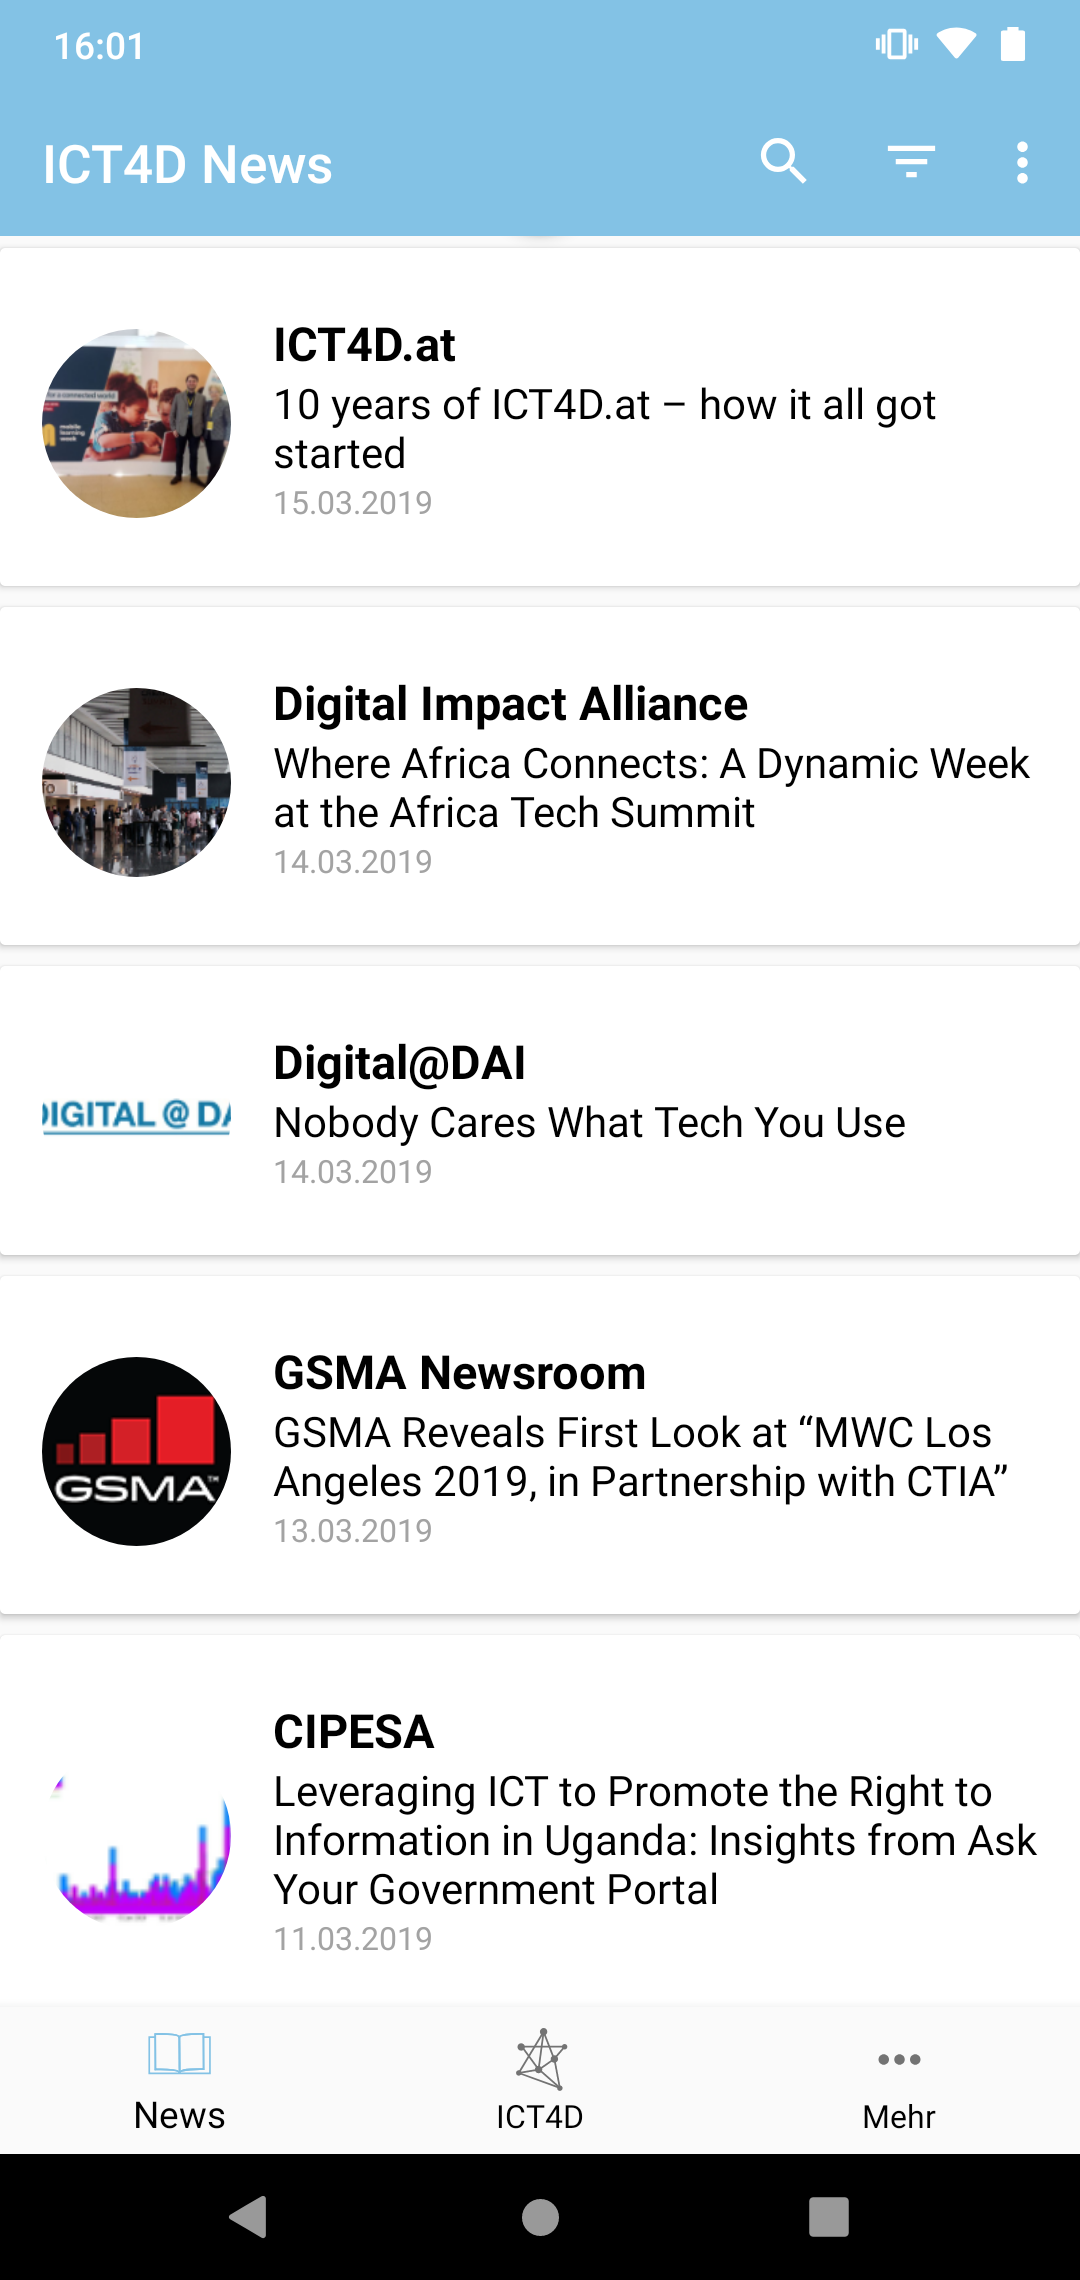 16:01
ICT4D News
ICT4D.at
10 years of ICT4D.at – how it all got
started
15.03.2019
Digital Impact Alliance
Where Africa Connects: A Dynamic Week
at the Africa Tech Summit
14.03.2019
DIGITAL @ DA
Digital@DAI
Nobody Cares What Tech You Use
14.03.2019
GSMA™
GSMA Newsroom
GSMA Reveals First Look at “MWC Los
Angeles 2019, in Partnership with CTIA”
13.03.2019
CIPESA
Leveraging ICT to Promote the Right to
Information in Uganda: Insights from Ask
Your Government Portal
11.03.2019
News
ICT4D
Mehr